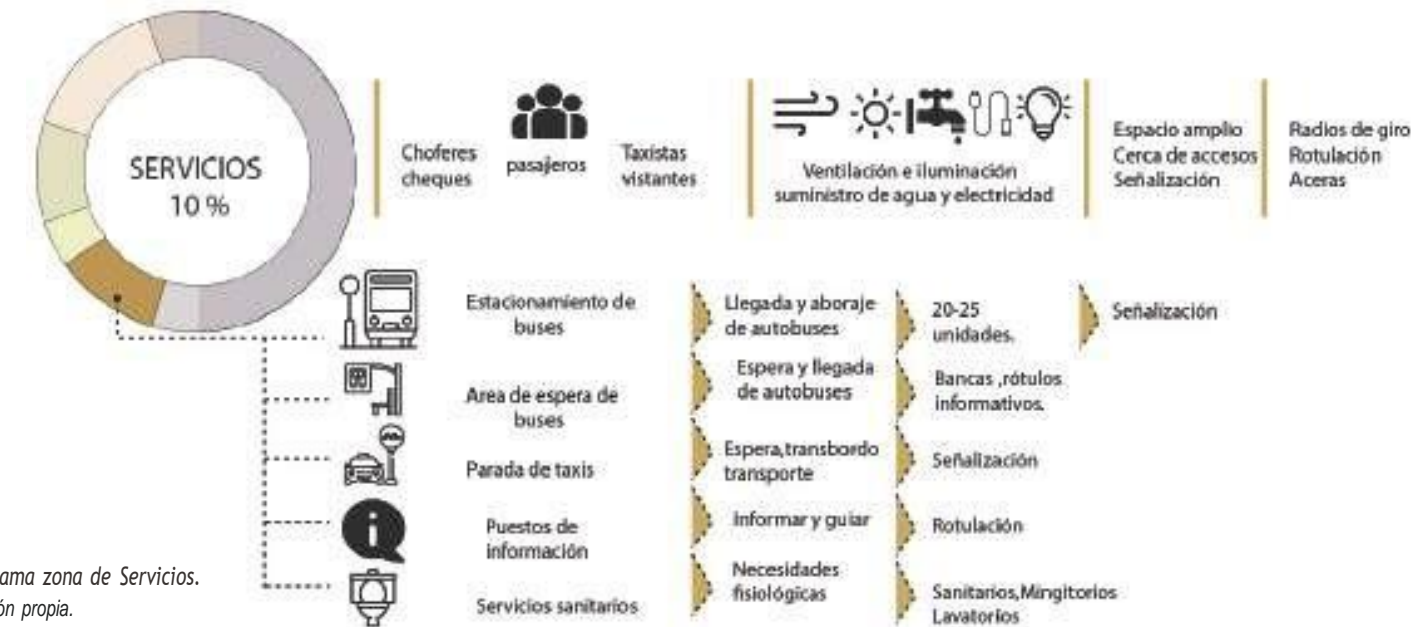 SERVICIOS
10 %
Choferes
cheques
pasajeros
Taxistas
vistantes
Ventilación e iluminación
suministro de agua y electricidad
Espacio amplio
Cerca de accesos
Señalización
Radios de giro
Rotulación
Aceras
Estacionamiento de
buses
Llegada y aboraje
de autobuses
20-25
unidades.
Señalización
Area de espera de
buses
Espera y llegada
de autobuses
Bancas ,rótulos
informativos.
Parada de taxis
Espera,transbordo
transporte
Señalización
Puestos de
información
Informar y guiar
Rotulación
Servicios sanitarios
Necesidades
fisiológicas
Sanitarios,Mingitorios
Lavatorios
ama zona de Servicios.
ón propia.